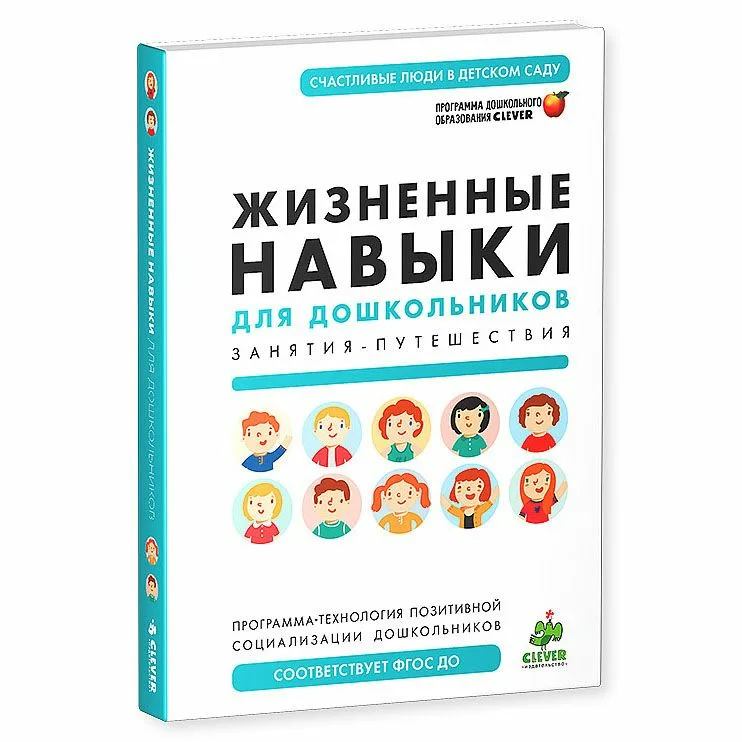 СЧАСТЛИВЫЕ ЛЮДИ В ДЕТСКОМ САДУ
ПРОГРАММА ДОШКОЛЬНОГО
ОБРАЗОВАНИЯ CLEVER
ЖИЗНЕННЫЕ
НАВЫКИ
ДЛЯ ДОШКОЛЬНИКОВ
ЗАНЯТИЯ-ПУТЕШЕСТВИЯ
ПРОГРАММА-ТЕХНОЛОГИЯ ПОЗИТИВНОЙ
СОЦИАЛИЗАЦИИ ДОШКОЛЬНИКОВ
СООТВЕТСТВУЕТ ФГОС ДО
CLEVER
ИЗДАТЕЛЬСТВО
ЖИЗНЕННЫЕ НАВЫКИ ДЛЯ ДОШКОЛЬНИКОВ
CLEVER